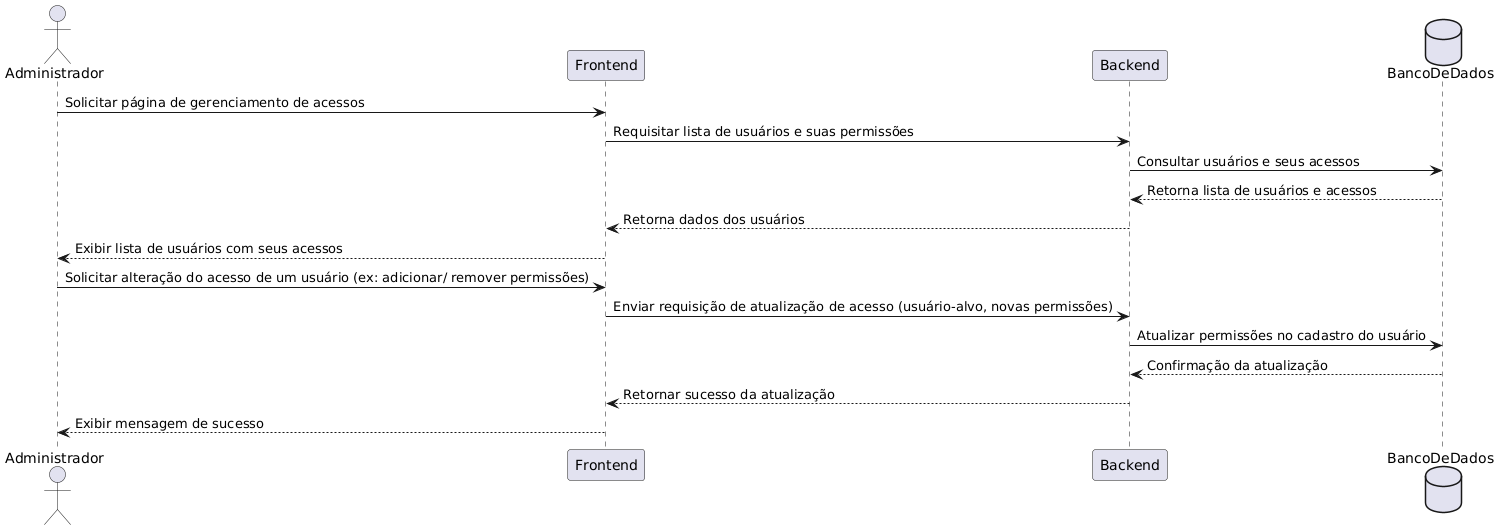 Administrador
Frontend
Backend
BancoDeDados
Solicitar página de gerenciamento de acessos
Requisitar lista de usuários e suas permissões
Consultar usuários e seus acessos
Retorna lista de usuários e acessos
Retorna dados dos usuários
Exibir lista de usuários com seus acessos
Solicitar alteração do acesso de um usuário (ex: adicionar/ remover permissões)
Enviar requisição de atualização de acesso (usuário-alvo, novas permissões)
Atualizar permissões no cadastro do usuário
Confirmação da atualização
Retornar sucesso da atualização
Exibir mensagem de sucesso
Administrador
Frontend
Backend
BancoDeDados